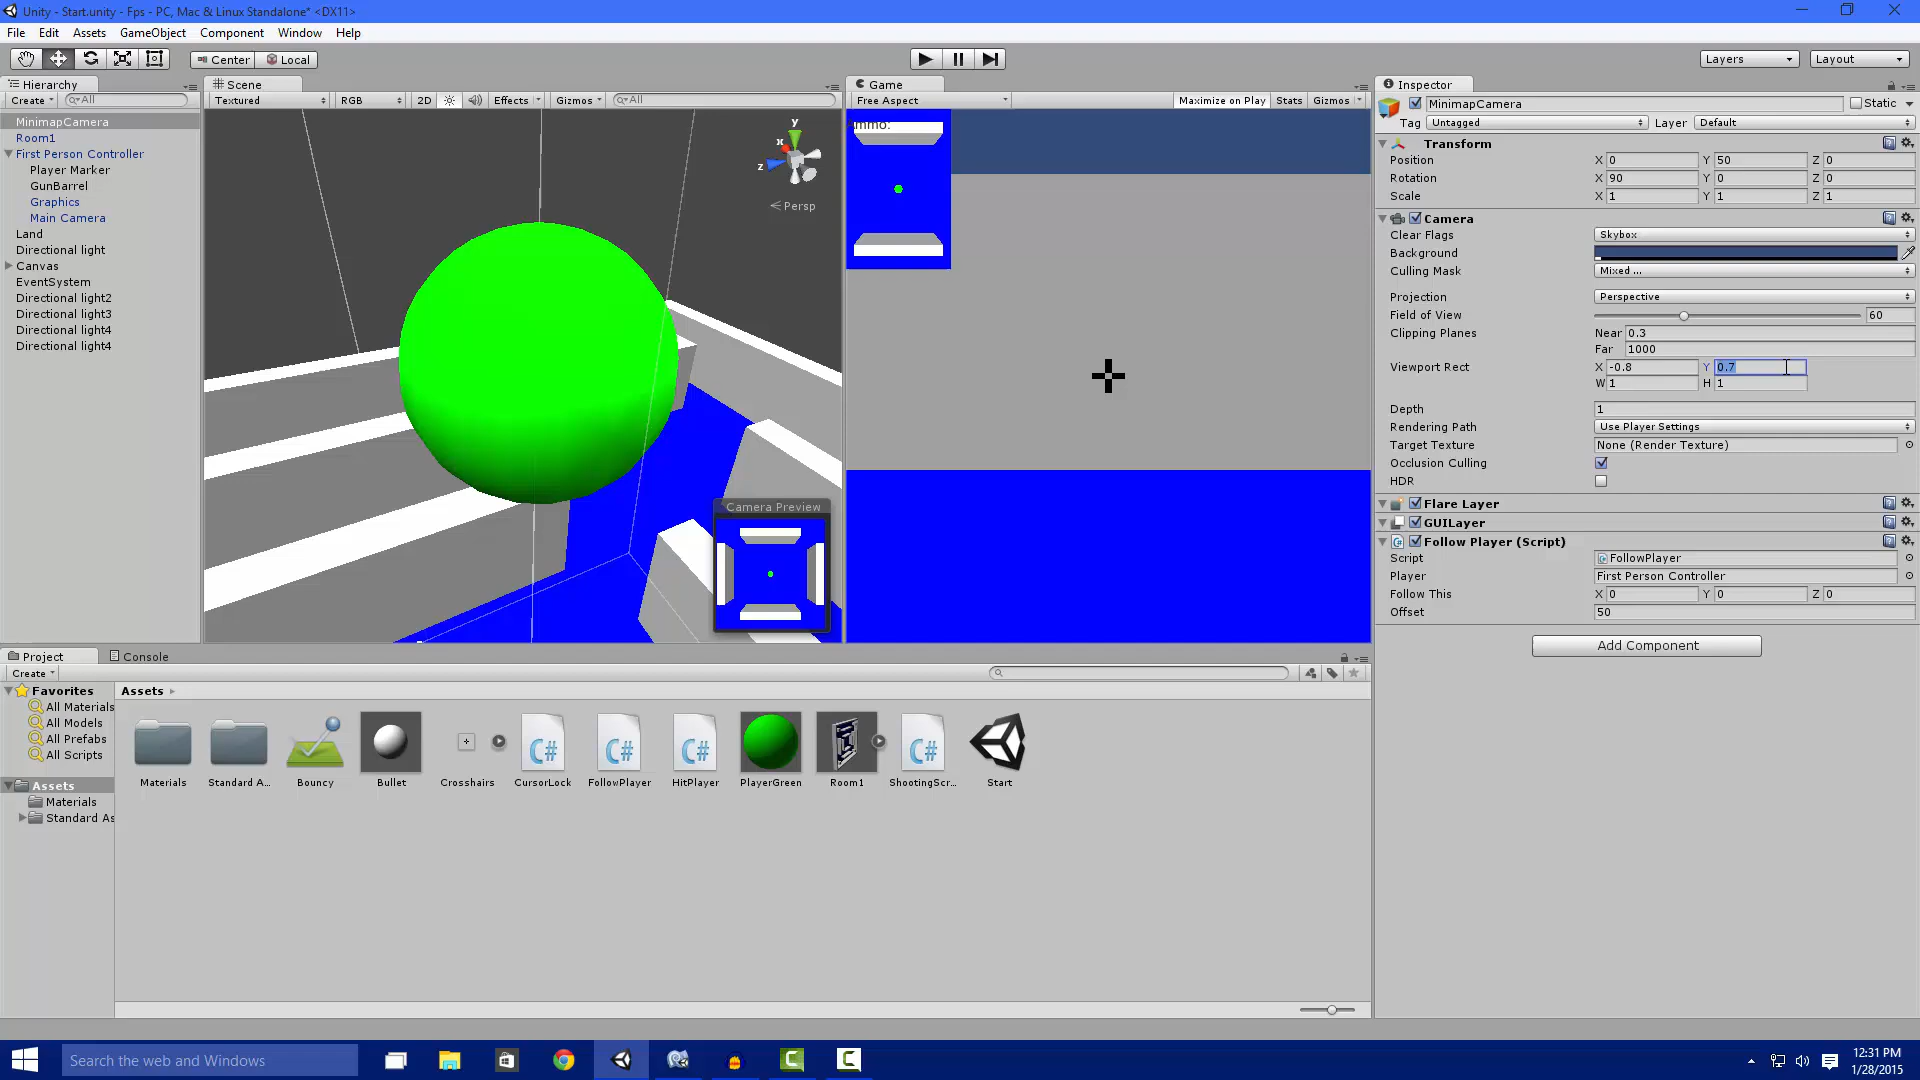 Unity - Start.unity - Fps - PC, Mac & Linux Standalone* <DX11>
File Edit Assets GameObject Component Window Help
Center Local Layers Layout
Hierarchy
Create All
MinimapCamera
Room1
First Person Controller
Player Marker
GunBarrel
Graphics
Main Camera
Land
Directional light
Canvas
EventSystem
Directional light2
Directional light3
Directional light4
Directional light4
Scene
Textured RGB 2D Effects Gizmos All
y
x
z
Persp
Camera Preview
Game
Free Aspect Maximize on Play Stats Gizmos
mmo:
Inspector
MinimapCamera Static
Tag Untagged Layer Default
Transform
Position X 0 Y 50 Z 0
Rotation X 90 Y 0 Z 0
Scale X 1 Y 1 Z 1
Camera
Clear Flags Skybox
Background
Culling Mask Mixed ...
Projection Perspective
Field of View 60
Clipping Planes Near 0.3
Far 1000
Viewport Rect X -0.8 Y 0.7
W 1 H 1
Depth 1
Rendering Path Use Player Settings
Target Texture None (Render Texture)
Occlusion Culling
HDR
Flare Layer
GUILayer
Follow Player (Script)
Script FollowPlayer
Player First Person Controller
Follow This X 0 Y 0 Z 0
Offset 50
Add Component
Project Console
Create
Favorites
All Materials
All Models
All Prefabs
All Scripts
Assets
Materials
Standard As
Assets
Materials Standard A... Bouncy Bullet Crosshairs CursorLock FollowPlayer HitPlayer PlayerGreen Room1 ShootingScr... Start
C# C# C# C#
Search the web and Windows
12:31 PM
1/28/2015